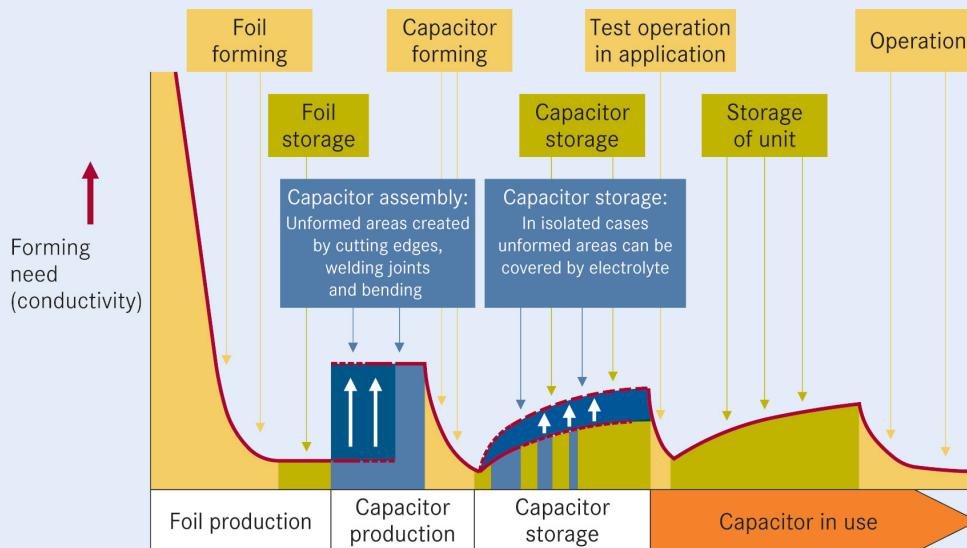 Foil
forming
Capacitor
forming
Test operation
in application
Operation
Foil
storage
Capacitor
storage
Storage
of unit
Capacitor assembly:
Unformed areas created
by cutting edges,
welding joints
and bending
Capacitor storage:
In isolated cases
unformed areas can be
covered by electrolyte
Forming
need
(conductivity)
Foil production
Capacitor
production
Capacitor
storage
Capacitor in use